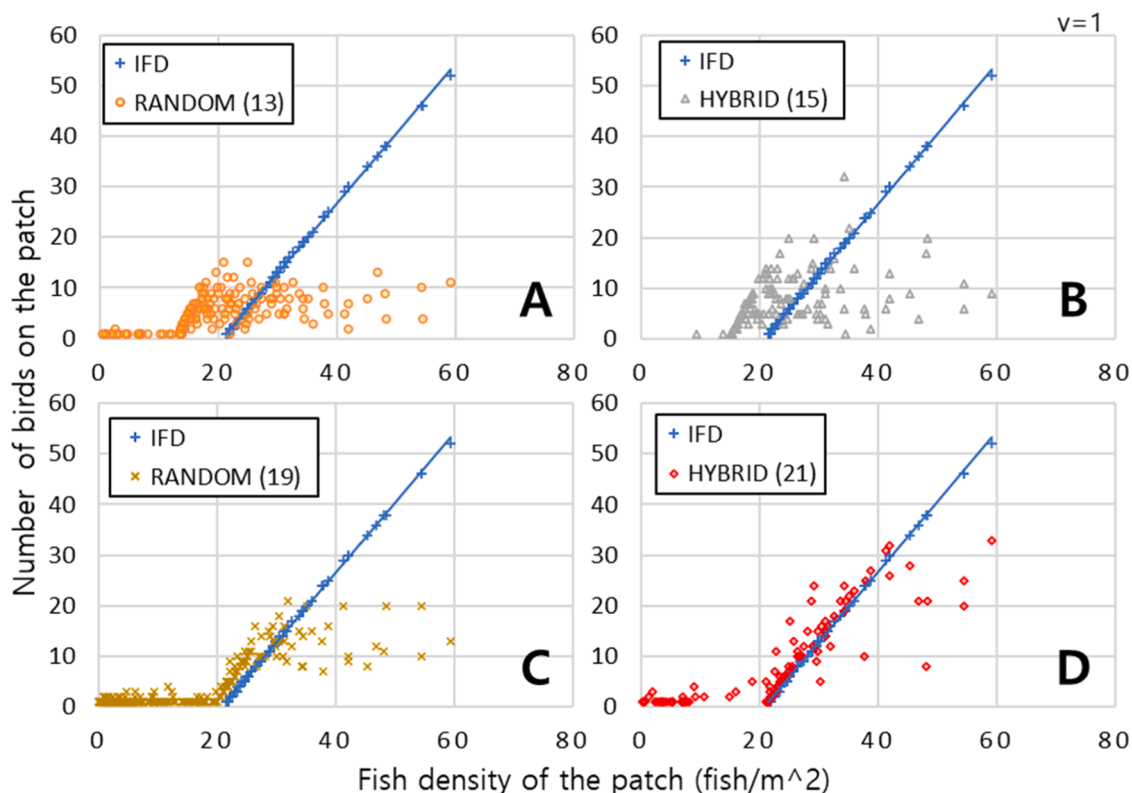 v=1
Number of birds on the patch
60
50
40
30
20
10
0
IFD
RANDOM (13)
A
0 20 40 60 80
60
50
40
30
20
10
0
IFD
HYBRID (15)
B
0 20 40 60 80
60
50
40
30
20
10
0
IFD
RANDOM (19)
C
0 20 40 60 80
60
50
40
30
20
10
0
IFD
HYBRID (21)
D
0 20 40 60 80
Fish density of the patch (fish/m^2)